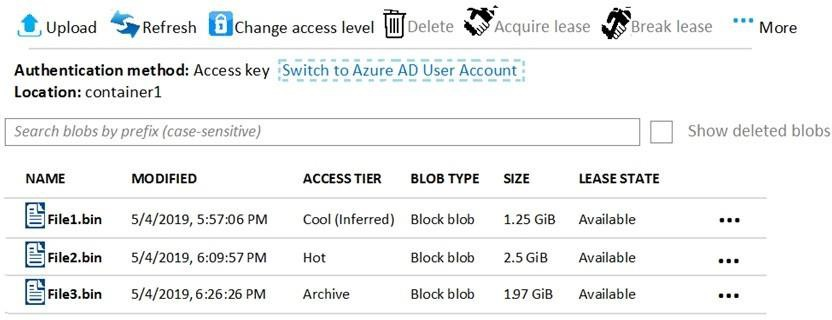 Upload Refresh Change access level Delete Acquire lease Break lease ••• More
Authentication method: Access key Switch to Azure AD User Account
Location: container1
Search blobs by prefix (case-sensitive) Show deleted blobs
NAME MODIFIED ACCESS TIER BLOB TYPE SIZE LEASE STATE
File1.bin 5/4/2019, 5:57:06 PM Cool (Inferred) Block blob 1.25 GiB Available •••
File2.bin 5/4/2019, 6:09:57 PM Hot Block blob 2.5 GiB Available •••
File3.bin 5/4/2019, 6:26:26 PM Archive Block blob 197 GiB Available •••